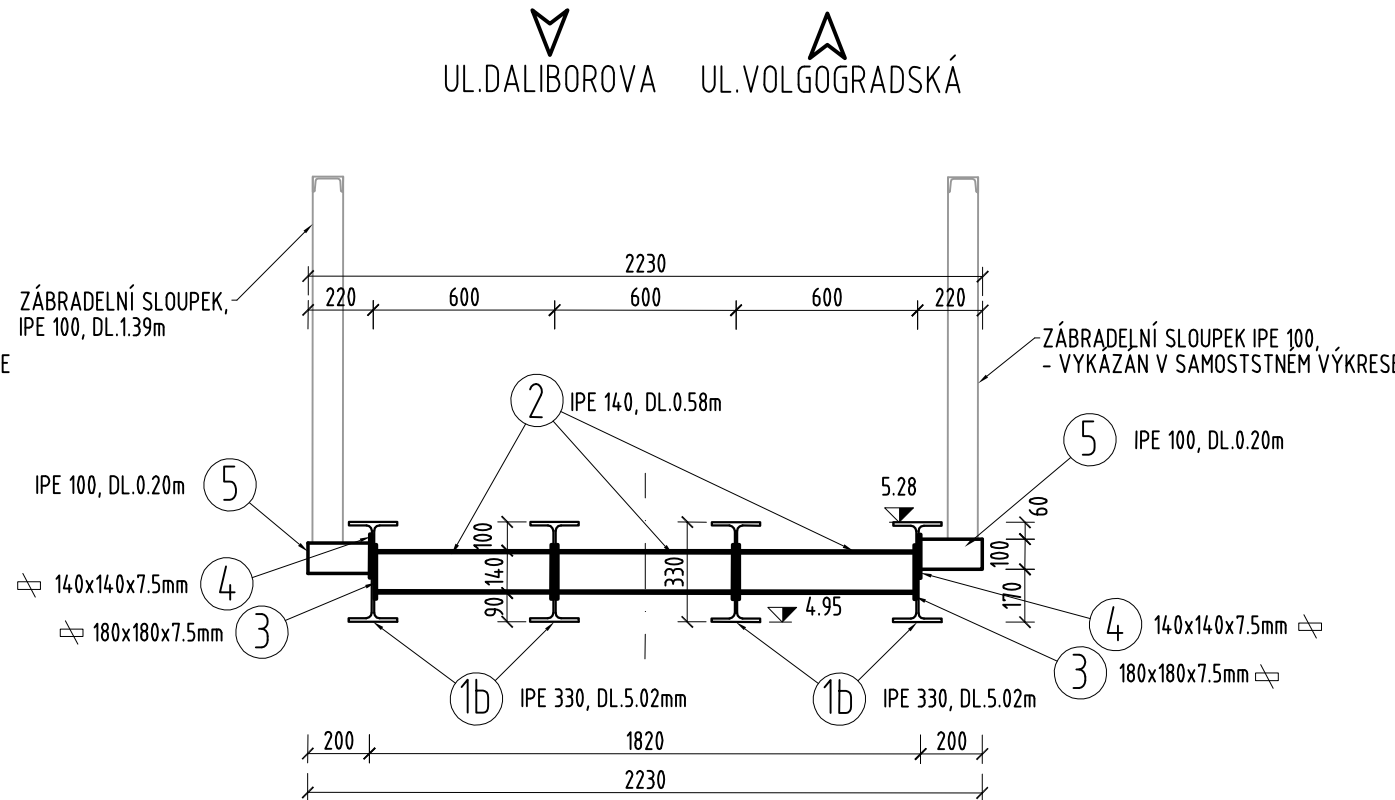 UL.DALIBOROVA UL.VOLGOGRADSKÁ
2230
220 600 600 600 220
ZÁBRADELNÍ SLOUPEK,
IPE 100, DL.1.39m
E
ZÁBRADELNÍ SLOUPEK IPE 100,
- VYKÁZÁN V SAMOSTSTNÉM VÝKRESE
2 IPE 140, DL.0.58m
5 IPE 100, DL.0.20m
IPE 100, DL.0.20m 5
5.28
60
100
140
90
330
100
170
4.95
140x140x7.5mm 4
180x180x7.5mm 3
4 140x140x7.5mm
3 180x180x7.5mm
1b IPE 330, DL.5.02mm
1b IPE 330, DL.5.02m
200 1820 200
2230